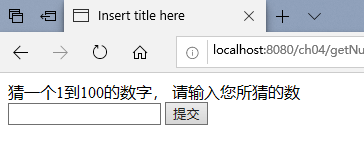 Insert title here
localhost:8080/ch04/getNu
猜一个1到100的数字， 请输入您所猜的数
提交